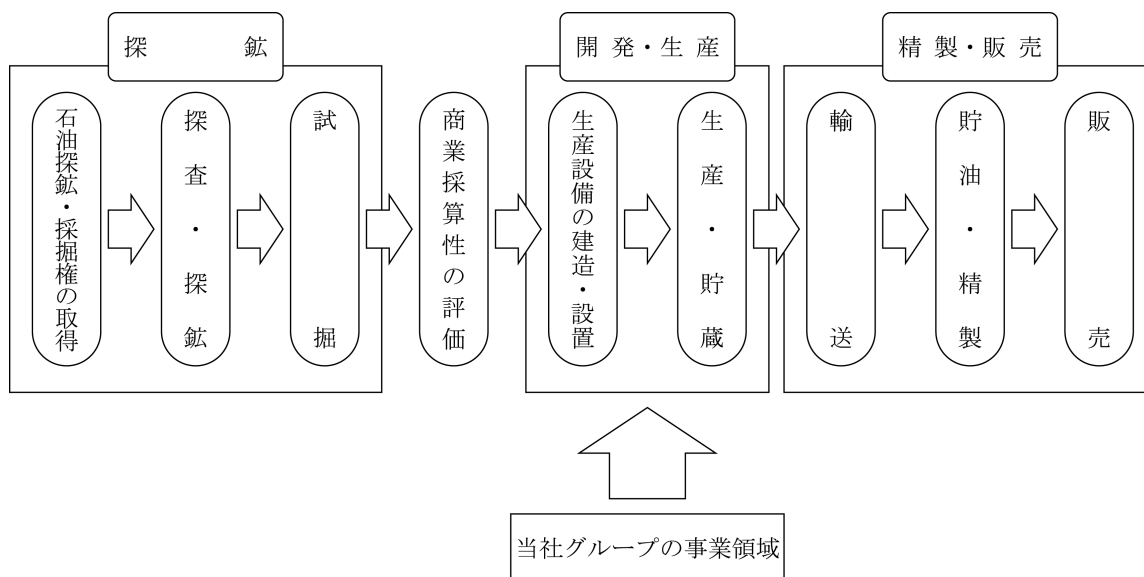 探鉱
開発・生産
精製・販売
石油探鉱・採掘権の取得
探査・探鉱
試掘
商業採算性の評価
生産設備の建造・設置
生産・貯蔵
輸送
貯油・精製
販売
当社グループの事業領域